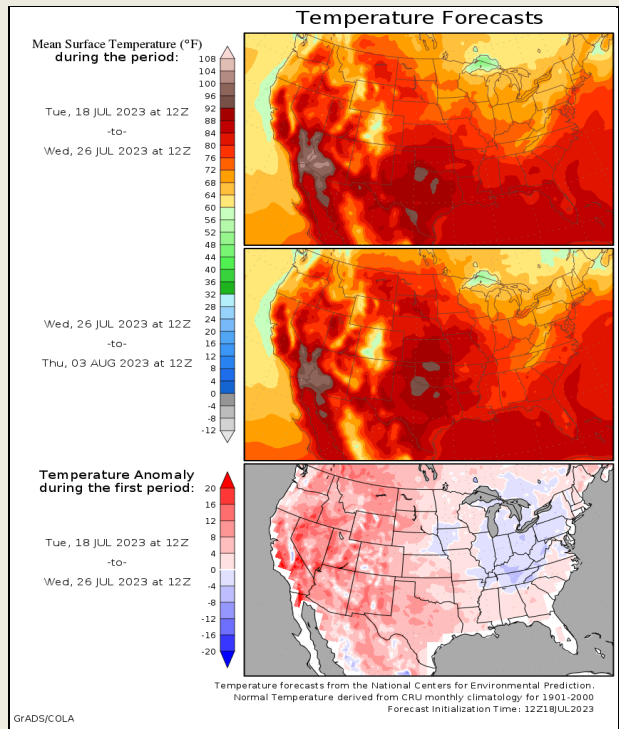 Temperature Forecasts
Mean Surface Temperature (°F)
during the period:
Tue, 18 JUL 2023 at 12Z
-to-
Wed, 26 JUL 2023 at 12Z
108
104
100
96
92
88
84
80
76
72
68
64
60
56
52
48
44
40
36
32
28
24
20
16
12
8
4
0
-4
-8
-12
Wed, 26 JUL 2023 at 12Z
-to-
Thu, 03 AUG 2023 at 12Z
Temperature Anomaly
during the first period:
Tue, 18 JUL 2023 at 12Z
-to-
Wed, 26 JUL 2023 at 12Z
20
16
12
8
4
0
-4
-8
-12
-16
-20
Temperature forecasts from the National Centers for Environmental Prediction.
Normal Temperature derived from CRU monthly climatology for 1901-2000
Forecast Initialization Time: 12Z18JUL2023
GrADS/COLA